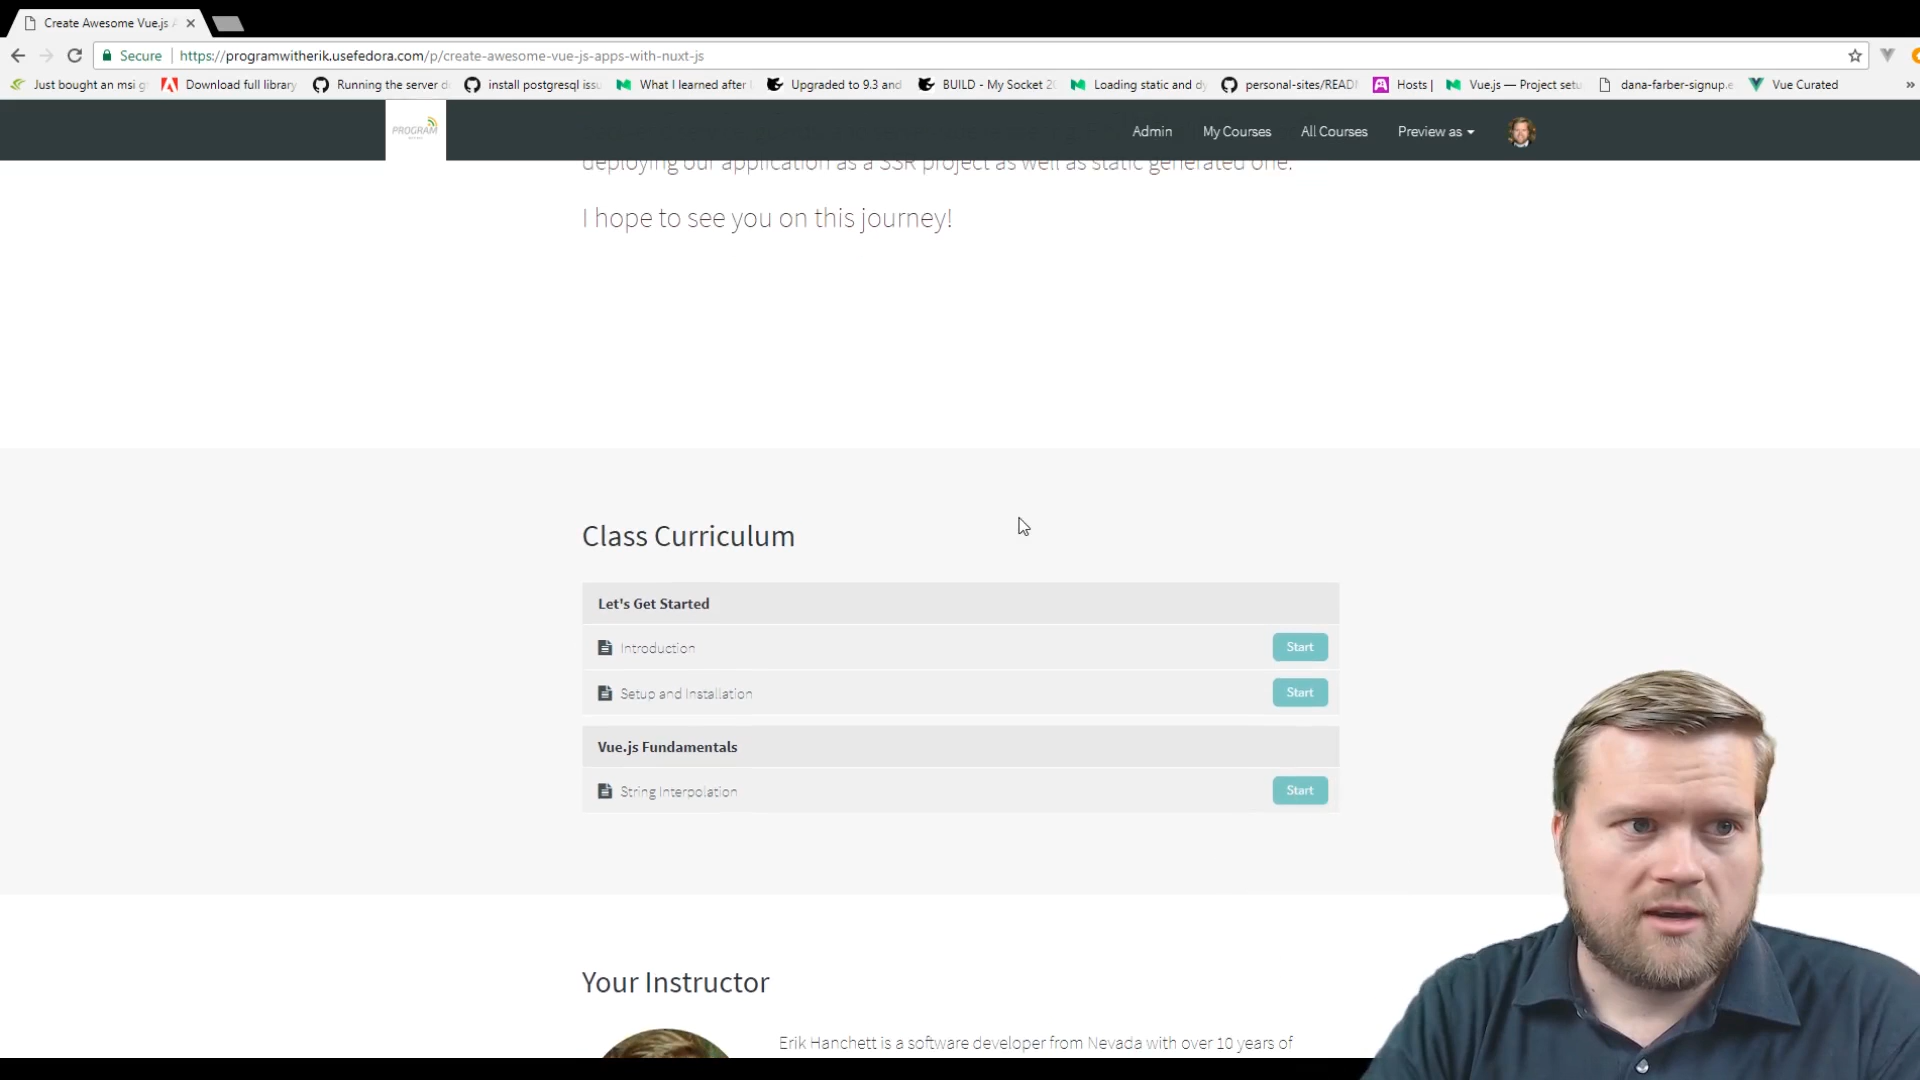 Create Awesome Vue.js
Secure
https://programwitherik.usefedora.com/p/create-awesome-vue-js-apps-with-nuxt-js
Just bought an msi
Download full library
Running the server
install postgresql
What I learned after
Upgraded to 9.3 and
BUILD - My Socket
Loading static and
personal-sites/READ
Hosts |
Vue.js — Project
dana-farber-signup.e
Vue Curated
PROGRAM
Admin
My Courses
All Courses
Preview as
deploying our application as a SSR project as well as static generated one.
I hope to see you on this journey!
Class Curriculum
Let's Get Started
Introduction
Start
Setup and Installation
Start
Vue.js Fundamentals
String Interpolation
Start
Your Instructor
Erik Hanchett is a software developer from Nevada with over 10 years of